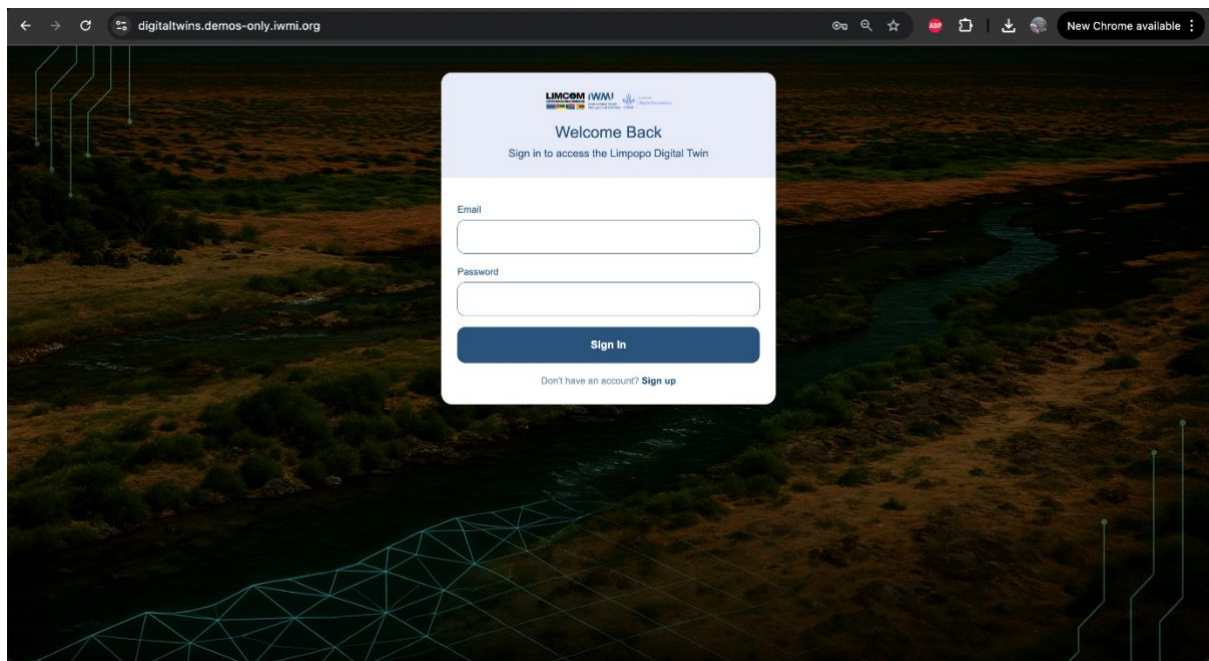 digitaltwins.demos-only.iwmi.org
ABP
New Chrome available
LIMCOM IWMI
Welcome Back
Sign in to access the Limpopo Digital Twin
Email
Password
Sign In
Don't have an account? Sign up